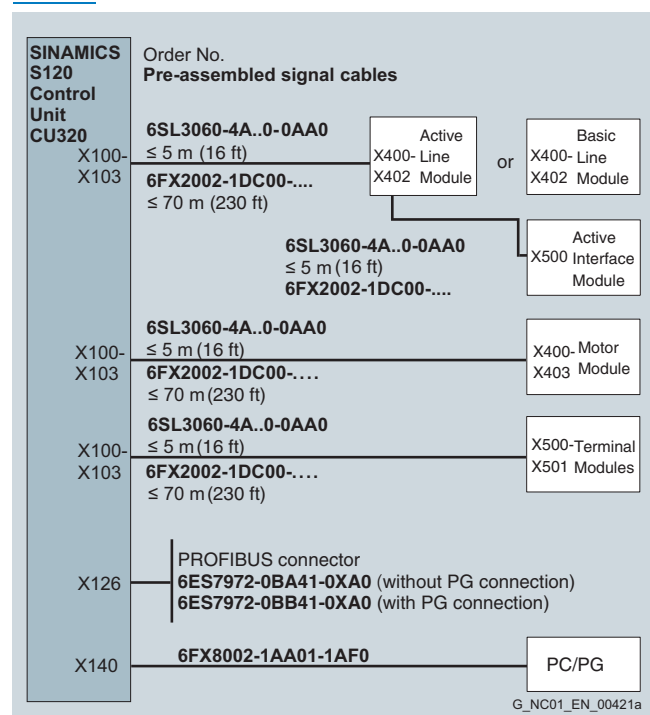 SINAMICS
S120
Control
Unit
CU320
Order No.
Pre-assembled signal cables
X100-
X103
6SL3060-4A..0-0AA0
≤ 5 m (16 ft)
6FX2002-1DC00-....
≤ 70 m (230 ft)
Active
X400- Line
X402 Module
or
Basic
X400- Line
X402 Module
6SL3060-4A..0-0AA0
≤ 5 m (16 ft)
6FX2002-1DC00-....
Active
X500 Interface
Module
X100-
X103
6SL3060-4A..0-0AA0
≤ 5 m (16 ft)
6FX2002-1DC00-....
≤ 70 m (230 ft)
X400- Motor
X403 Module
X100-
X103
6SL3060-4A..0-0AA0
≤ 5 m (16 ft)
6FX2002-1DC00-....
≤ 70 m (230 ft)
X500- Terminal
X501 Modules
X126
PROFIBUS connector
6ES7972-0BA41-0XA0 (without PG connection)
6ES7972-0BB41-0XA0 (with PG connection)
X140
6FX8002-1AA01-1AF0
PC/PG
G_NC01_EN_00421a